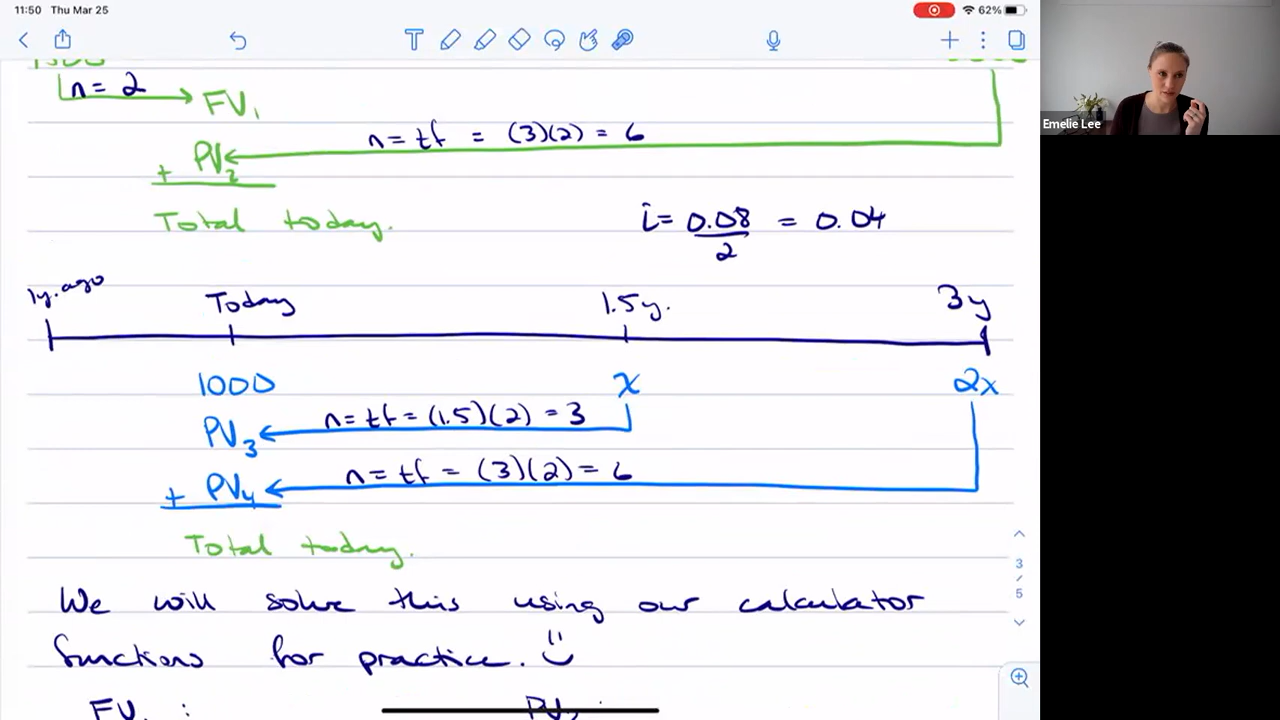 11:50 Thu Mar 25
62%
Emelie Lee
n = 2
FV₁
n = tf = (3)(2) = 6
+ PV₂
Total today.
i = 0.08/2 = 0.04
1y. ago Today 1.5y. 3y
1000 x 2x
n = tf = (1.5)(2) = 3
PV₃
n = tf = (3)(2) = 6
+ PV₄
Total today.
3 / 5
We will solve this using our calculator
functions for practice.